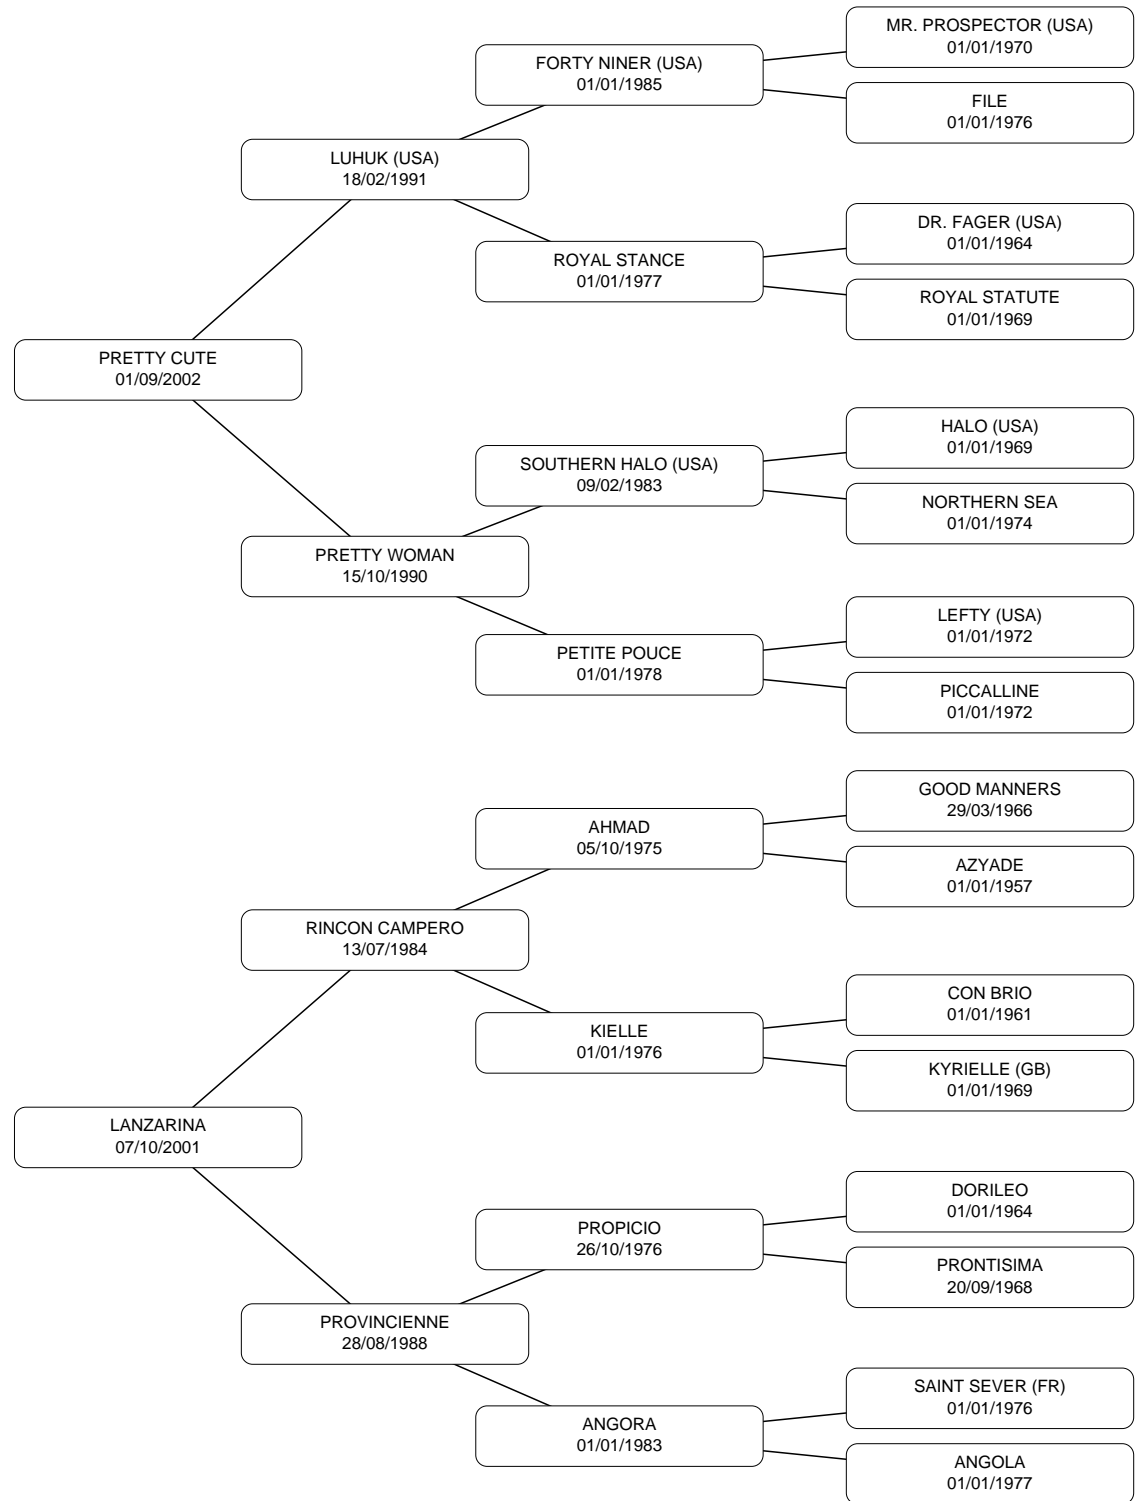 MR. PROSPECTOR (USA)
01/01/1970
FORTY NINER (USA)
01/01/1985
FILE
01/01/1976
LUHUK (USA)
18/02/1991
DR. FAGER (USA)
01/01/1964
ROYAL STANCE
01/01/1977
ROYAL STATUTE
01/01/1969
PRETTY CUTE
01/09/2002
HALO (USA)
01/01/1969
SOUTHERN HALO (USA)
09/02/1983
NORTHERN SEA
01/01/1974
PRETTY WOMAN
15/10/1990
LEFTY (USA)
01/01/1972
PETITE POUCE
01/01/1978
PICCALLINE
01/01/1972
GOOD MANNERS
29/03/1966
AHMAD
05/10/1975
AZYADE
01/01/1957
RINCON CAMPERO
13/07/1984
CON BRIO
01/01/1961
KIELLE
01/01/1976
KYRIELLE (GB)
01/01/1969
LANZARINA
07/10/2001
DORILEO
01/01/1964
PROPICIO
26/10/1976
PRONTISIMA
20/09/1968
PROVINCIENNE
28/08/1988
SAINT SEVER (FR)
01/01/1976
ANGORA
01/01/1983
ANGOLA
01/01/1977